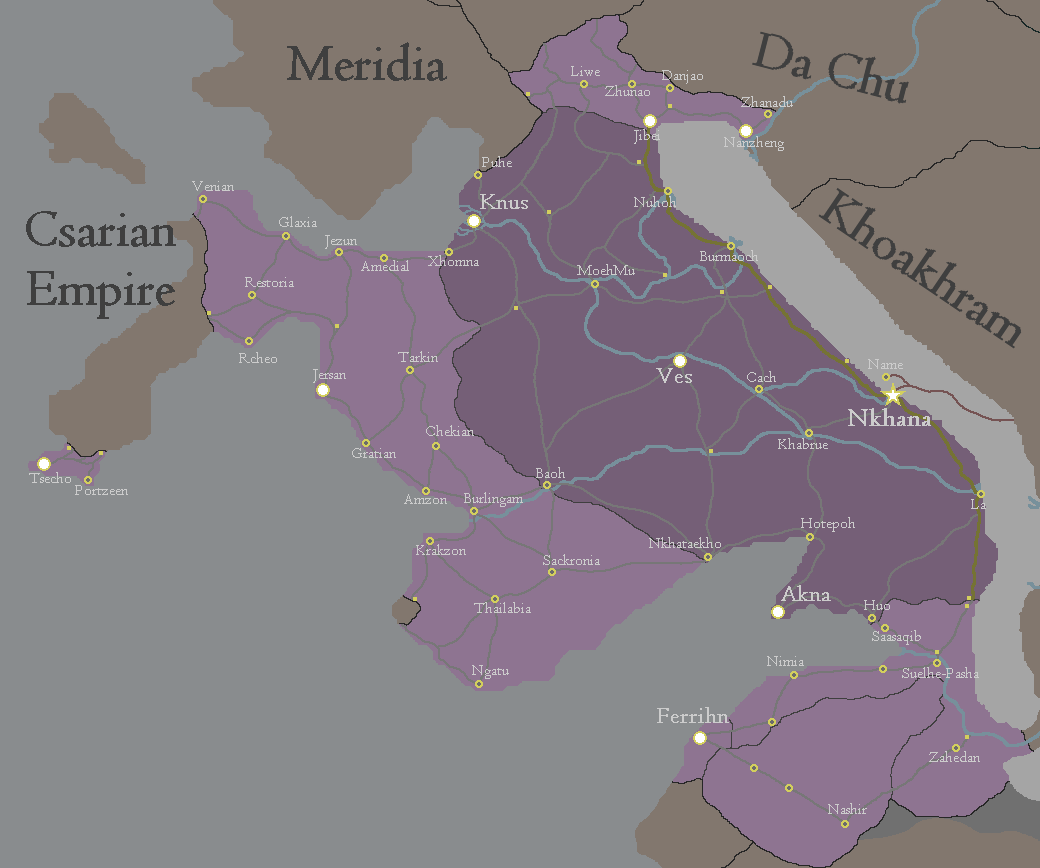 Meridia
Da Chu
Liwe
Zhunao
Danjao
Zhanadu
Jibei
Nanzheng
Puhe
Venian
Knus
Nuhoh
Khoakhram
Csarian
Empire
Glaxia
Jezun
Amedial
Xhomna
Burmaoch
MoehMu
Restoria
Rcheo
Tarkin
Jersan
Ves
Cach
Name
Nkhana
Gratian
Chekian
Khabrue
Tsecho
Portzeen
Amzon
Burlingam
Baoh
La
Krakzon
Sackronia
Nkhataekho
Hotepoh
Thailabia
Akna
Huo
Saasaqib
Ngatu
Nimia
Suelhe-Pasha
Ferrihn
Zahedan
Nashir